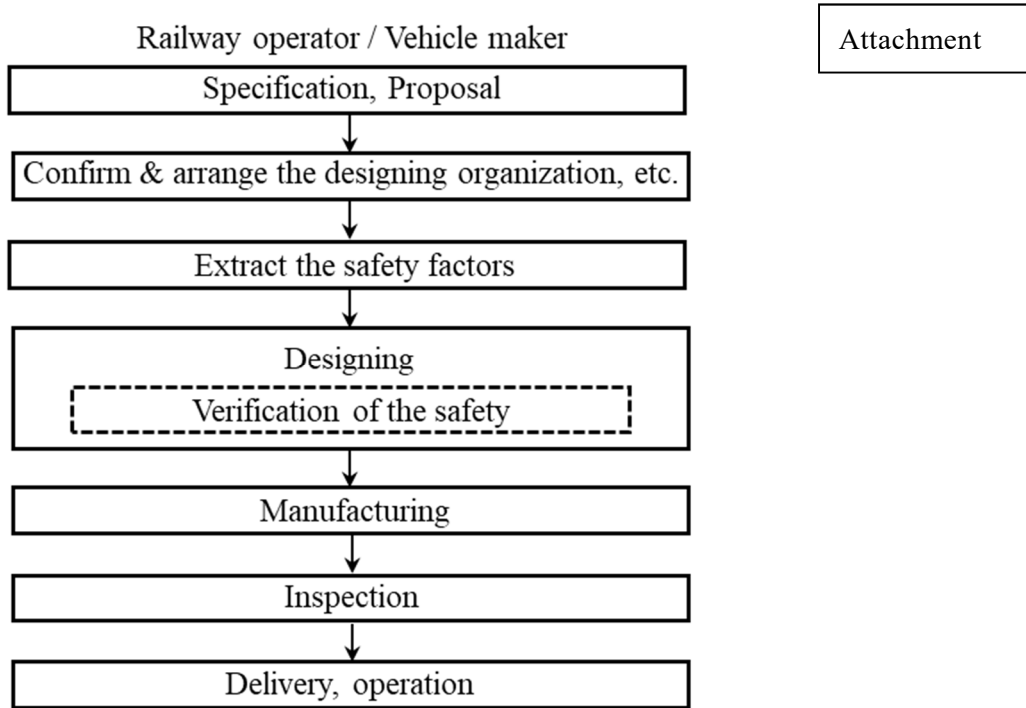 Railway operator / Vehicle maker
Attachment
Specification, Proposal
Confirm & arrange the designing organization, etc.
Extract the safety factors
Designing
Verification of the safety
Manufacturing
Inspection
Delivery, operation